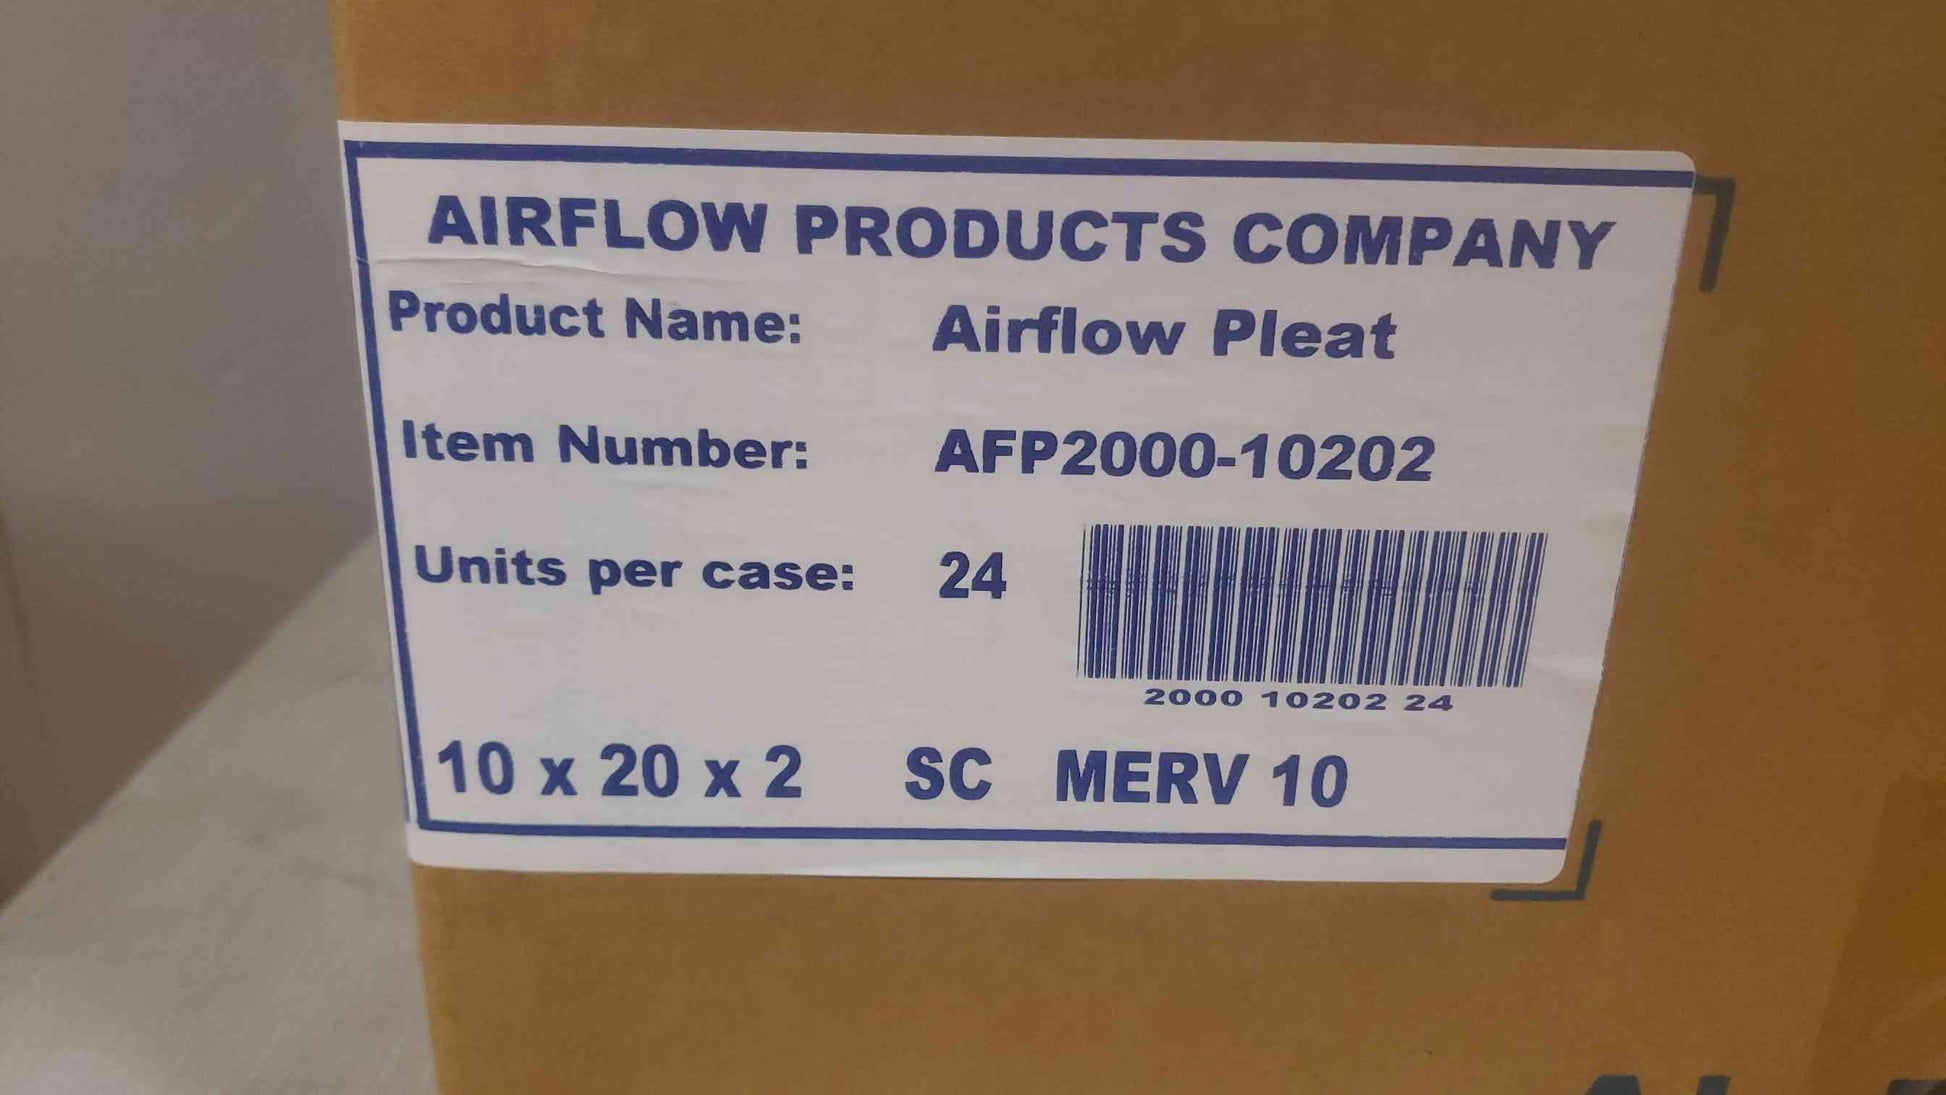 AIRFLOW PRODUCTS COMPANY
Product Name: Airflow Pleat
Item Number: AFP2000-10202
Units per case: 24
2000 10202 24
10 x 20 x 2 SC MERV 10